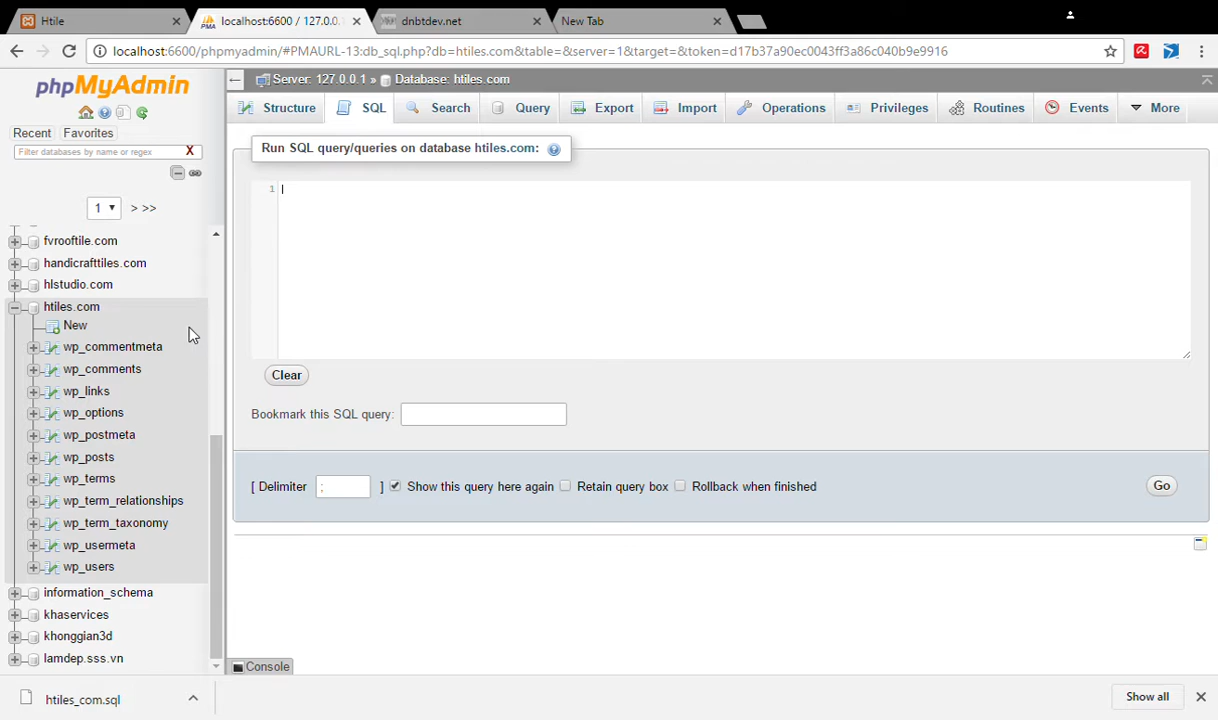 Htile
localhost:6600 / 127.0.0.
dnbtdev.net
New Tab
localhost:6600/phpmyadmin/#PMAURL-13:db_sql.php?db=htiles.com&table=&server=1&target=&token=d17b37a90ec0043ff3a86c040b9e9916
phpMyAdmin
Recent
Favorites
Filter databases by name or regex
X
1
> >>
fvrooftile.com
handicrafttiles.com
hlstudio.com
htiles.com
New
wp_commentmeta
wp_comments
wp_links
wp_options
wp_postmeta
wp_posts
wp_terms
wp_term_relationships
wp_term_taxonomy
wp_usermeta
wp_users
information_schema
khaservices
khonggian3d
lamdep.sss.vn
Server: 127.0.0.1 » Database: htiles.com
Structure
SQL
Search
Query
Export
Import
Operations
Privileges
Routines
Events
More
Run SQL query/queries on database htiles.com:
1
Clear
Bookmark this SQL query:
[ Delimiter ; ] Show this query here again Retain query box Rollback when finished
Go
Console
htiles_com.sql
Show all